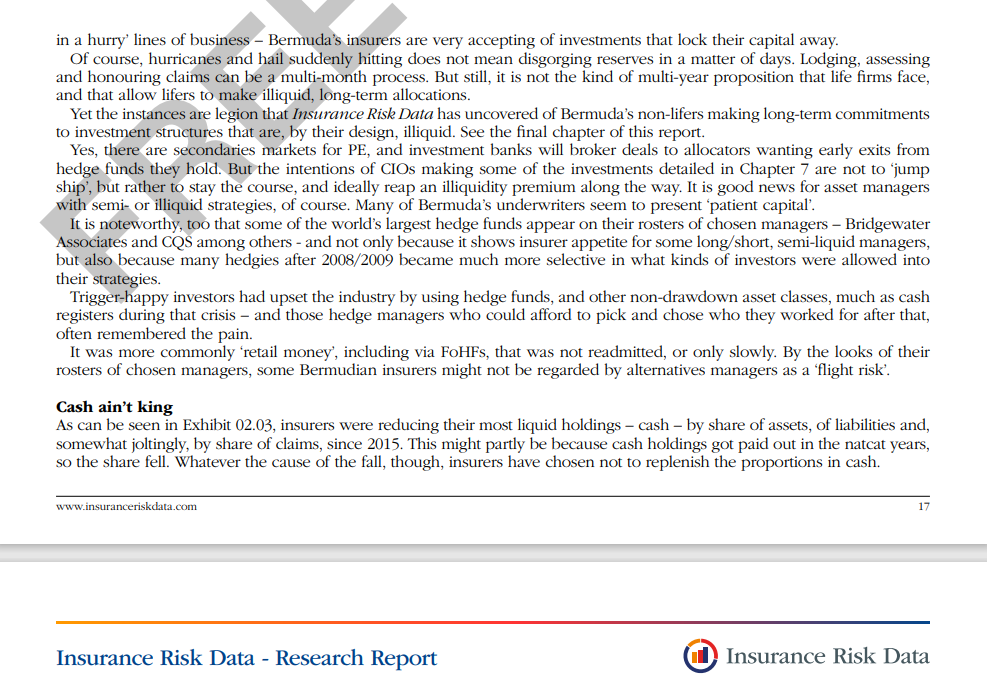 FREE
in a hurry’ lines of business – Bermuda’s insurers are very accepting of investments that lock their capital away.
Of course, hurricanes and hail suddenly hitting does not mean disgorging reserves in a matter of days. Lodging, assessing
and honouring claims can be a multi-month process. But still, it is not the kind of multi-year proposition that life firms face,
and that allow lifers to make illiquid, long-term allocations.
Yet the instances are legion that Insurance Risk Data has uncovered of Bermuda’s non-lifers making long-term commitments
to investment structures that are, by their design, illiquid. See the final chapter of this report.
Yes, there are secondaries markets for PE, and investment banks will broker deals to allocators wanting early exits from
hedge funds they hold. But the intentions of CIOs making some of the investments detailed in Chapter 7 are not to ‘jump
ship’, but rather to stay the course, and ideally reap an illiquidity premium along the way. It is good news for asset managers
with semi- or illiquid strategies, of course. Many of Bermuda’s underwriters seem to present ‘patient capital’.
It is noteworthy, too that some of the world’s largest hedge funds appear on their rosters of chosen managers – Bridgewater
Associates and CQS among others - and not only because it shows insurer appetite for some long/short, semi-liquid managers,
but also because many hedgies after 2008/2009 became much more selective in what kinds of investors were allowed into
their strategies.
Trigger-happy investors had upset the industry by using hedge funds, and other non-drawdown asset classes, much as cash
registers during that crisis – and those hedge managers who could afford to pick and chose who they worked for after that,
often remembered the pain.
It was more commonly ‘retail money’, including via FoHFs, that was not readmitted, or only slowly. By the looks of their
rosters of chosen managers, some Bermudian insurers might not be regarded by alternatives managers as a ‘flight risk’.
Cash ain’t king
As can be seen in Exhibit 02.03, insurers were reducing their most liquid holdings – cash – by share of assets, of liabilities and,
somewhat joltingly, by share of claims, since 2015. This might partly be because cash holdings got paid out in the natcat years,
so the share fell. Whatever the cause of the fall, though, insurers have chosen not to replenish the proportions in cash.
www.insuranceriskdata.com 17
Insurance Risk Data - Research Report
Insurance Risk Data